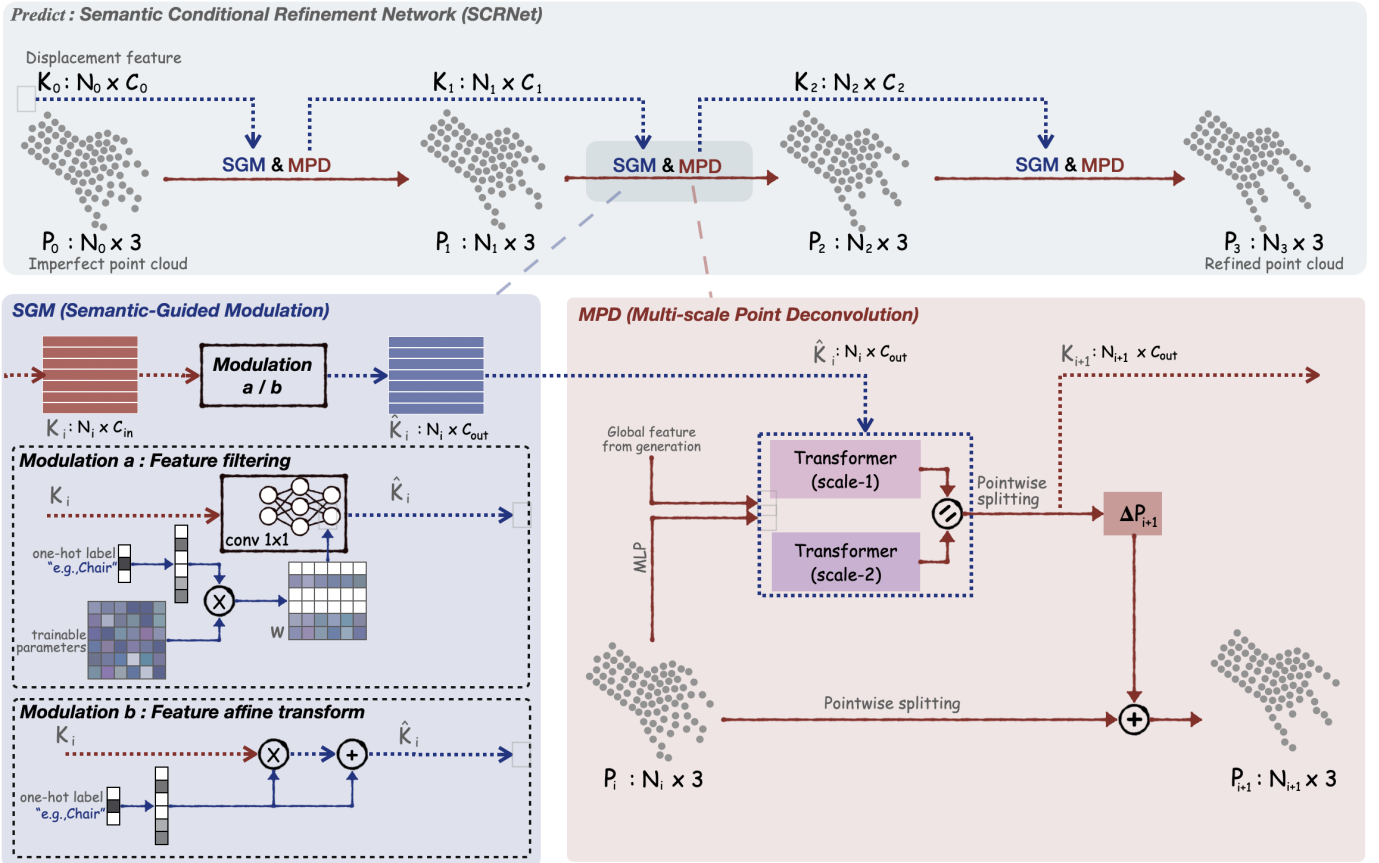 Predict : Semantic Conditional Refinement Network (SCRNet)
Displacement feature
K₀ : N₀ x C₀
K₁ : N₁ x C₁
K₂ : N₂ x C₂
SGM & MPD
SGM & MPD
SGM & MPD
P₀ : N₀ x 3
P₁ : N₁ x 3
P₂ : N₂ x 3
P₃ : N₃ x 3
Imperfect point cloud
Refined point cloud
SGM (Semantic-Guided Modulation)
Modulation
a / b
K i : Ni x Cin
K̂ i : Ni x Cout
Modulation a : Feature filtering
K i
K̂ i
conv 1x1
one-hot label
“e.g.,Chair”
X
trainable
parameters
W
Modulation b : Feature affine transform
K i
K̂ i
X
+
one-hot label
“e.g.,Chair”
MPD (Multi-scale Point Deconvolution)
K̂ i : Ni x Cout
Ki+1 : Ni+1 x Cout
Global feature
from generation
Transformer
(scale-1)
Pointwise
splitting
ΔPi+1
MLP
Transformer
(scale-2)
Pointwise splitting
+
Pi : Ni x 3
Pi+1 : Ni+1 x 3